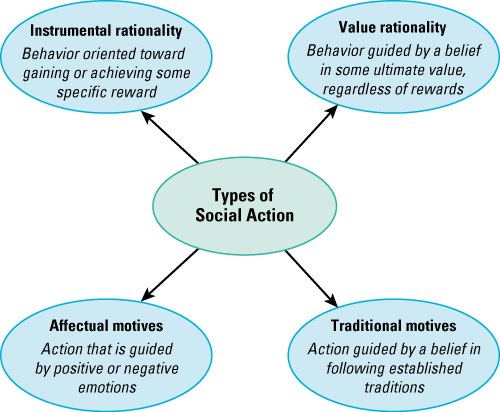 Instrumental rationality
Behavior oriented toward
gaining or achieving some
specific reward
Value rationality
Behavior guided by a belief
in some ultimate value,
regardless of rewards
Types of
Social Action
Affectual motives
Action that is guided
by positive or negative
emotions
Traditional motives
Action guided by a belief in
following established
traditions